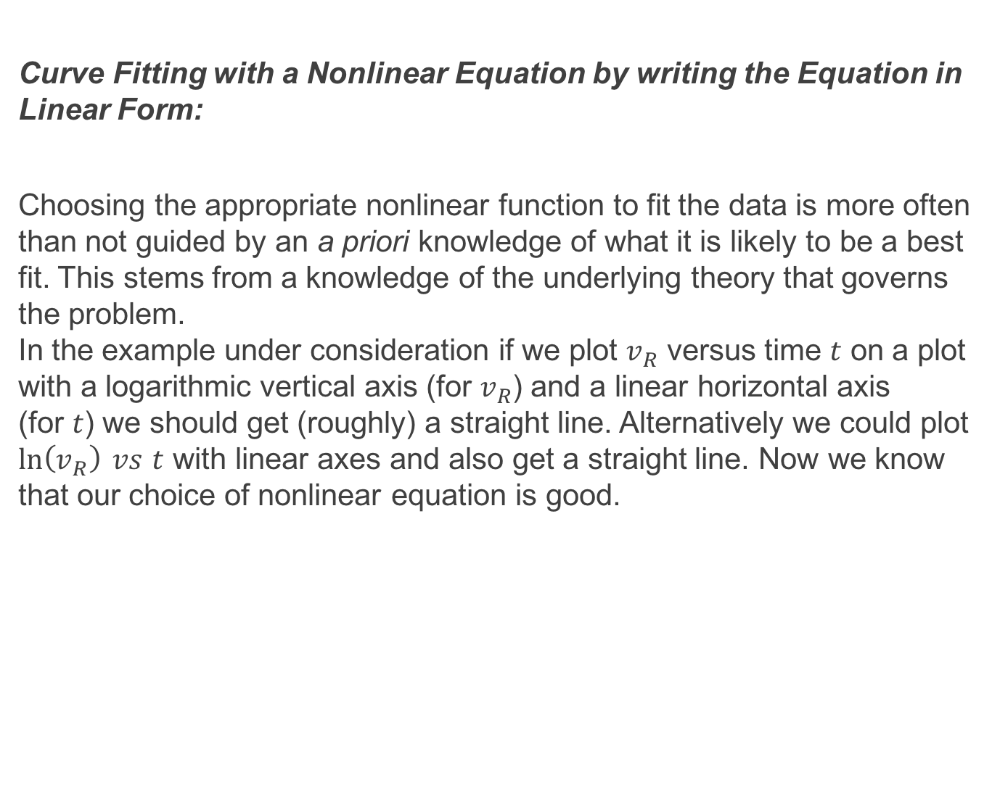 Curve Fitting with a Nonlinear Equation by writing the Equation in
Linear Form:
Choosing the appropriate nonlinear function to fit the data is more often
than not guided by an a priori knowledge of what it is likely to be a best
fit. This stems from a knowledge of the underlying theory that governs
the problem.
In the example under consideration if we plot 𝑣𝑅 versus time 𝑡 on a plot
with a logarithmic vertical axis (for 𝑣𝑅) and a linear horizontal axis
(for 𝑡) we should get (roughly) a straight line. Alternatively we could plot
ln(𝑣𝑅) 𝑣𝑠 𝑡 with linear axes and also get a straight line. Now we know
that our choice of nonlinear equation is good.